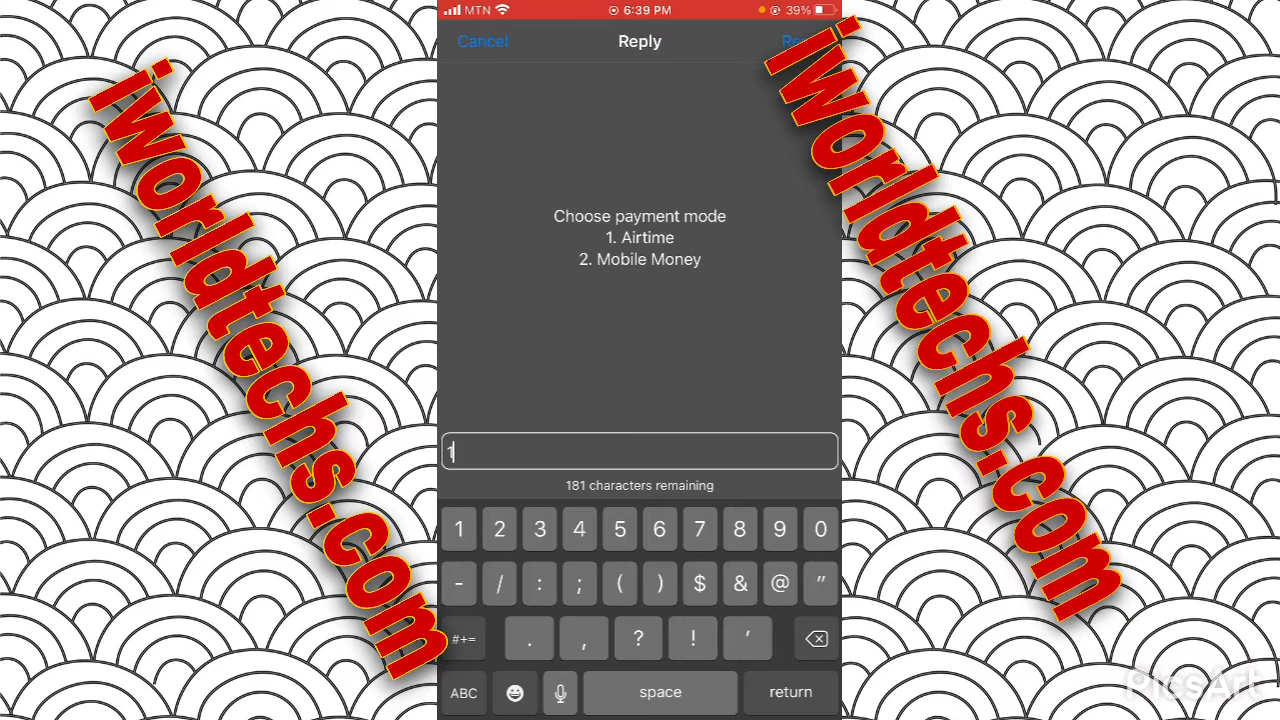 MTN 6:39 PM 39%
Cancel Reply
Choose payment mode
1. Airtime
2. Mobile Money
1
181 characters remaining
1 2 3 4 5 6 7 8 9 0
- / : ; ( ) $ & @ "
#+= . , ? ! '
ABC space return
iworldtechs.com
iworldtechs.com
PicsArt